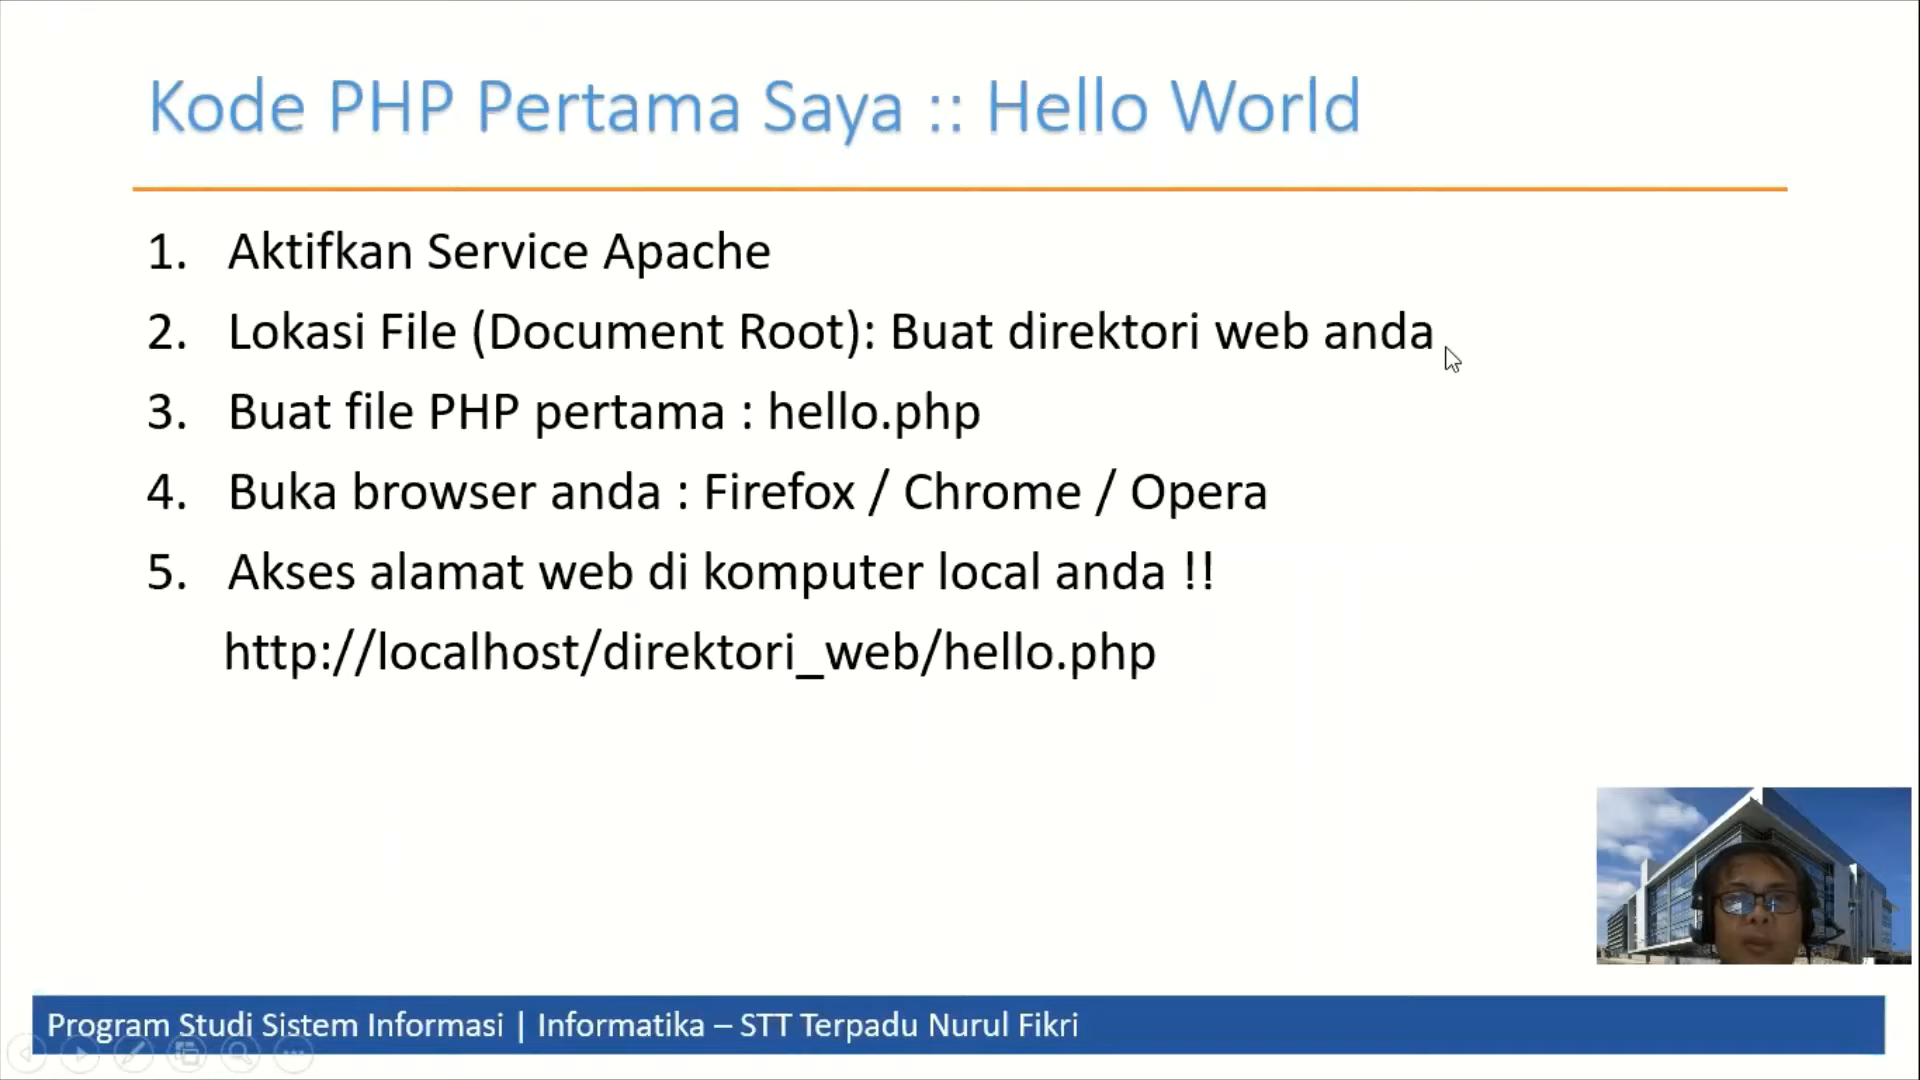 Kode PHP Pertama Saya :: Hello World
1. Aktifkan Service Apache
2. Lokasi File (Document Root): Buat direktori web anda
3. Buat file PHP pertama : hello.php
4. Buka browser anda : Firefox / Chrome / Opera
5. Akses alamat web di komputer local anda !!
http://localhost/direktori_web/hello.php
Program Studi Sistem Informasi | Informatika – STT Terpadu Nurul Fikri